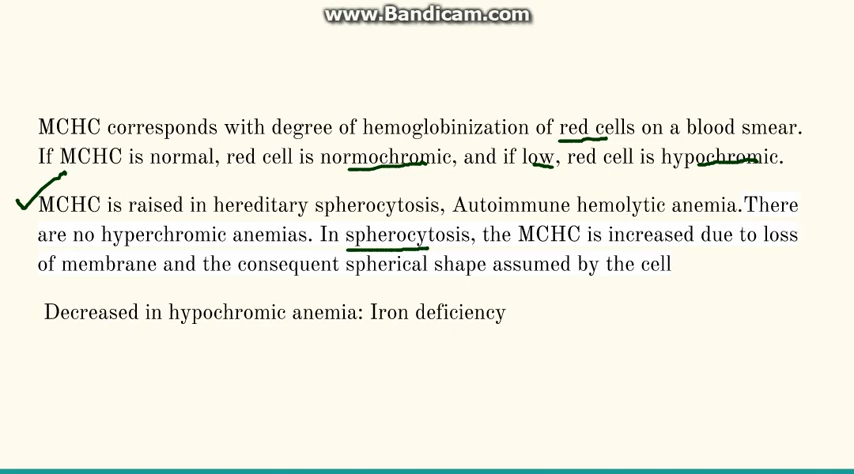 www.Bandicam.com
MCHC corresponds with degree of hemoglobinization of red cells on a blood smear.
If MCHC is normal, red cell is normochromic, and if low, red cell is hypochromic.
MCHC is raised in hereditary spherocytosis, Autoimmune hemolytic anemia.There
are no hyperchromic anemias. In spherocytosis, the MCHC is increased due to loss
of membrane and the consequent spherical shape assumed by the cell
Decreased in hypochromic anemia: Iron deficiency